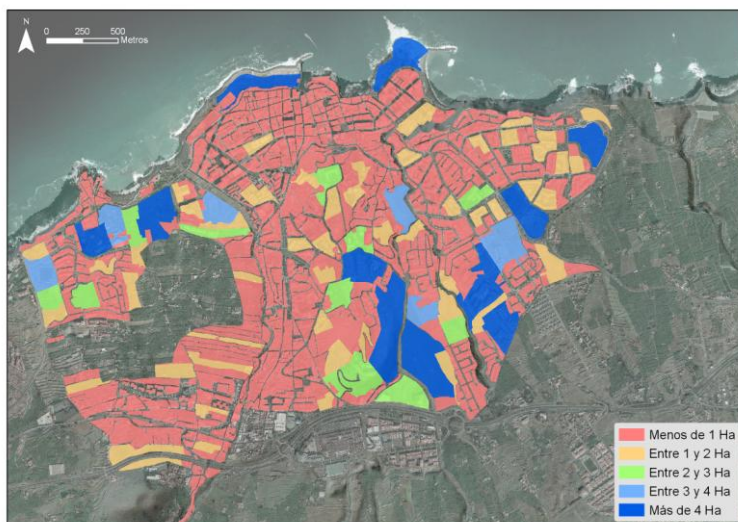 N
0 250 500
Metros
Menos de 1 Ha
Entre 1 y 2 Ha
Entre 2 y 3 Ha
Entre 3 y 4 Ha
Más de 4 Ha